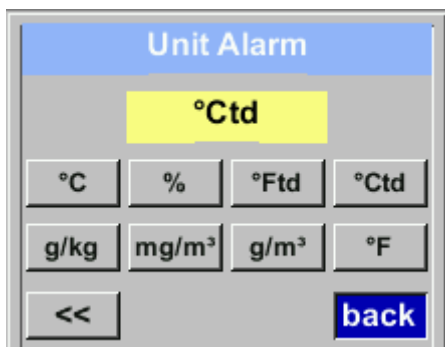 Unit Alarm
°Ctd
°C % °Ftd °Ctd
g/kg mg/m³ g/m³ °F
<< back